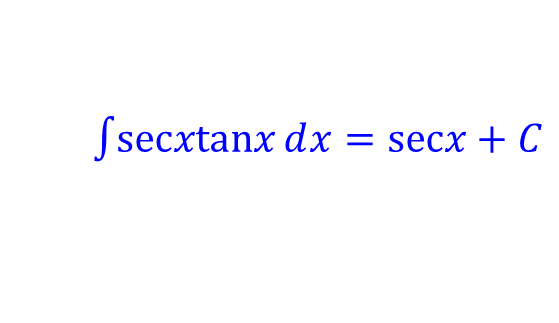 ∫secxtanx dx = secx + C